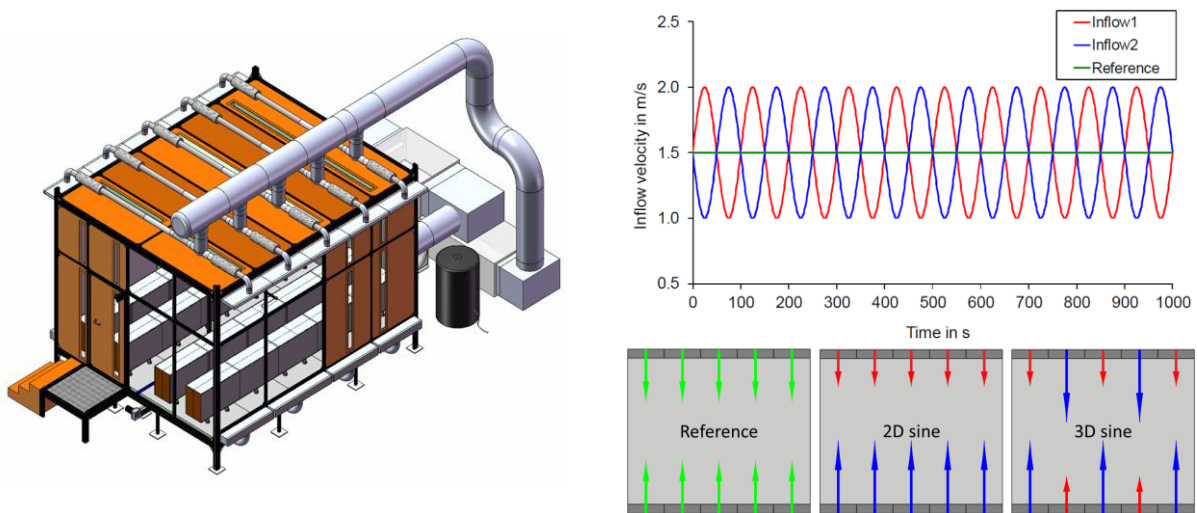 Inflow1
Inflow2
Reference
2.5
2.0
1.5
1.0
0.5
Inflow velocity in m/s
0 100 200 300 400 500 600 700 800 900 1000
Time in s
Reference 2D sine 3D sine